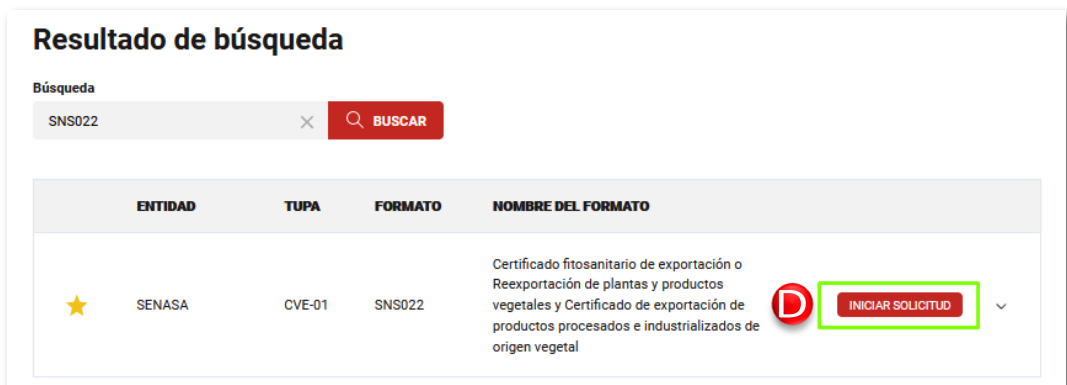 Resultado de búsqueda
Búsqueda
SNS022
BUSCAR
ENTIDAD TUPA FORMATO NOMBRE DEL FORMATO
Certificado fitosanitario de exportación o
Reexportación de plantas y productos
vegetales y Certificado de exportación de
productos procesados e industrializados de
origen vegetal
SENASA CVE-01 SNS022
D INICIAR SOLICITUD